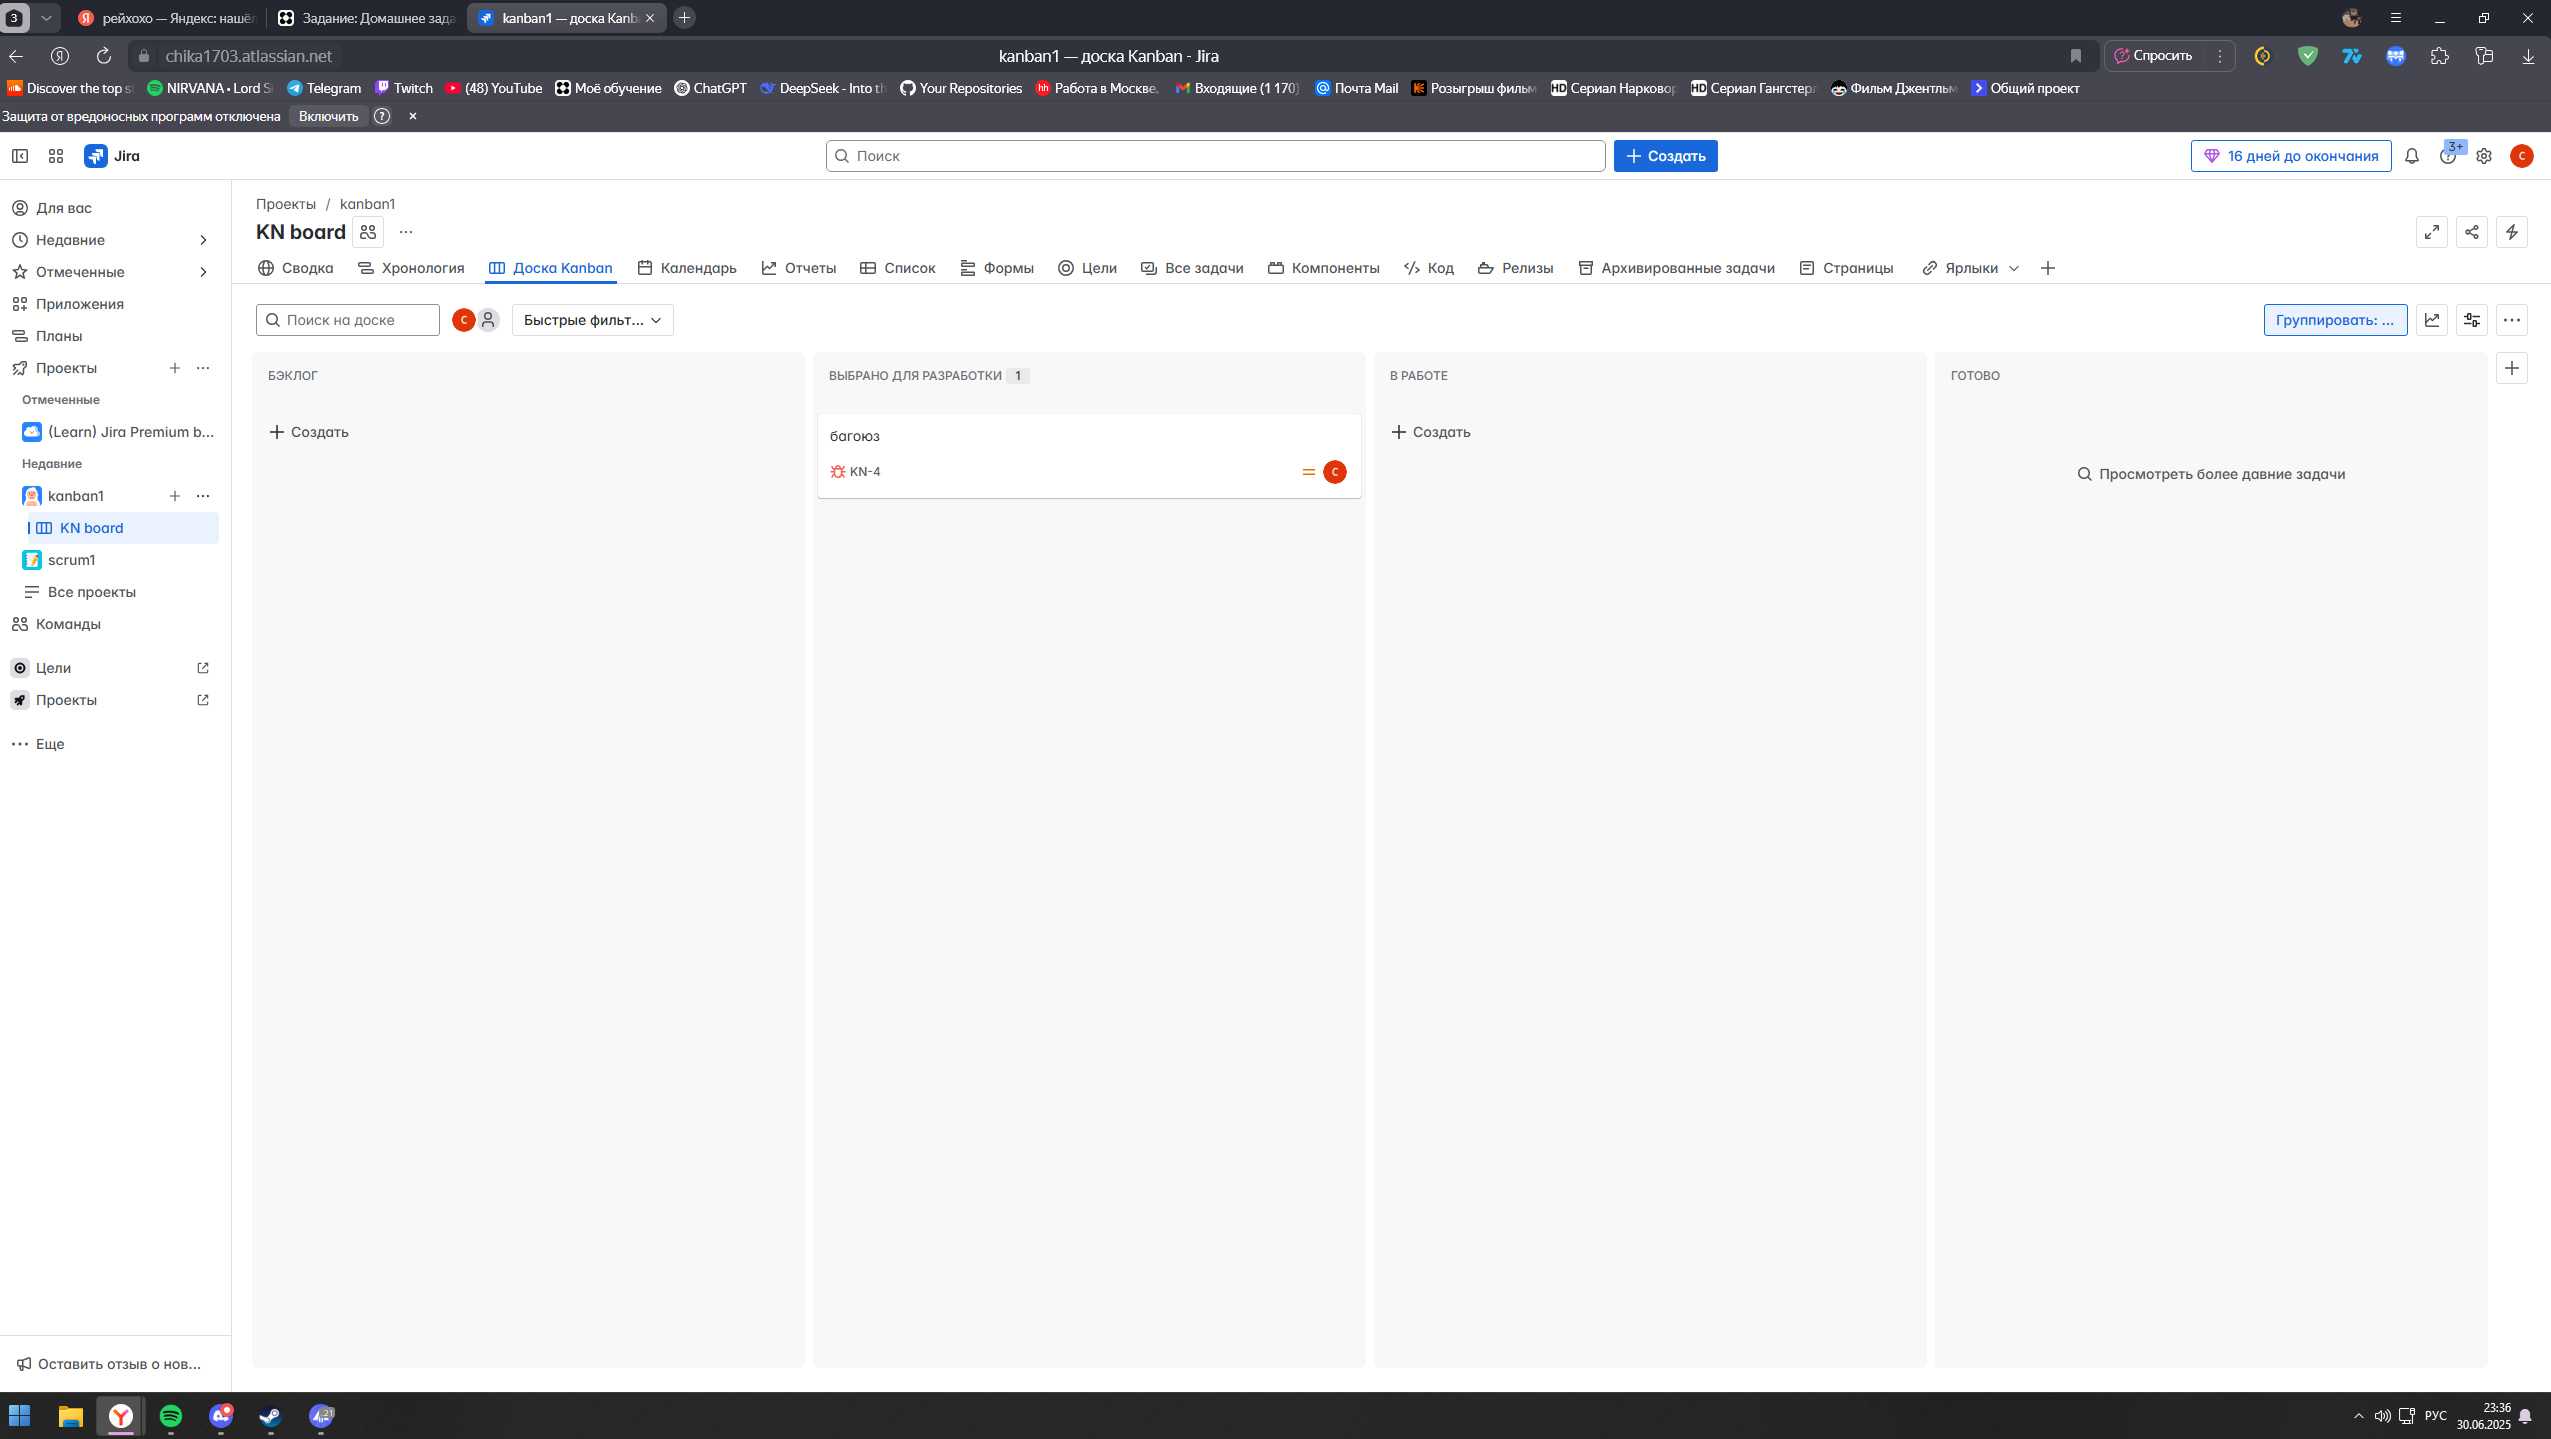 3
рейхохо — Яндекс: нашёл
Задание: Домашнее зада
kanban1 — доска Kanb
chika1703.atlassian.net
kanban1 — доска Kanban - Jira
Спросить
Discover the top s
NIRVANA • Lord S
Telegram
Twitch
(48) YouTube
Моё обучение
ChatGPT
DeepSeek - Into th
Your Repositories
Работа в Москве,
Входящие (1 170)
Почта Mail
Розыгрыш фильм
Сериал Нарковор
Сериал Гангстер
Фильм Джентльм
Общий проект
Защита от вредоносных программ отключена
Включить
Jira
Поиск
Создать
16 дней до окончания
3+
C
Для вас
Недавние
Отмеченные
Приложения
Планы
Проекты
Отмеченные
(Learn) Jira Premium b...
Недавние
kanban1
KN board
scrum1
Все проекты
Команды
Цели
Проекты
Еще
Оставить отзыв о нов...
Проекты / kanban1
KN board
Сводка
Хронология
Доска Kanban
Календарь
Отчеты
Список
Формы
Цели
Все задачи
Компоненты
Код
Релизы
Архивированные задачи
Страницы
Ярлыки
Поиск на доске
C
Быстрые фильт...
Группировать: ...
БЭКЛОГ
Создать
ВЫБРАНО ДЛЯ РАЗРАБОТКИ 1
багоюз
KN-4
C
В РАБОТЕ
Создать
ГОТОВО
Просмотреть более давние задачи
21
РУС
23:36
30.06.2025